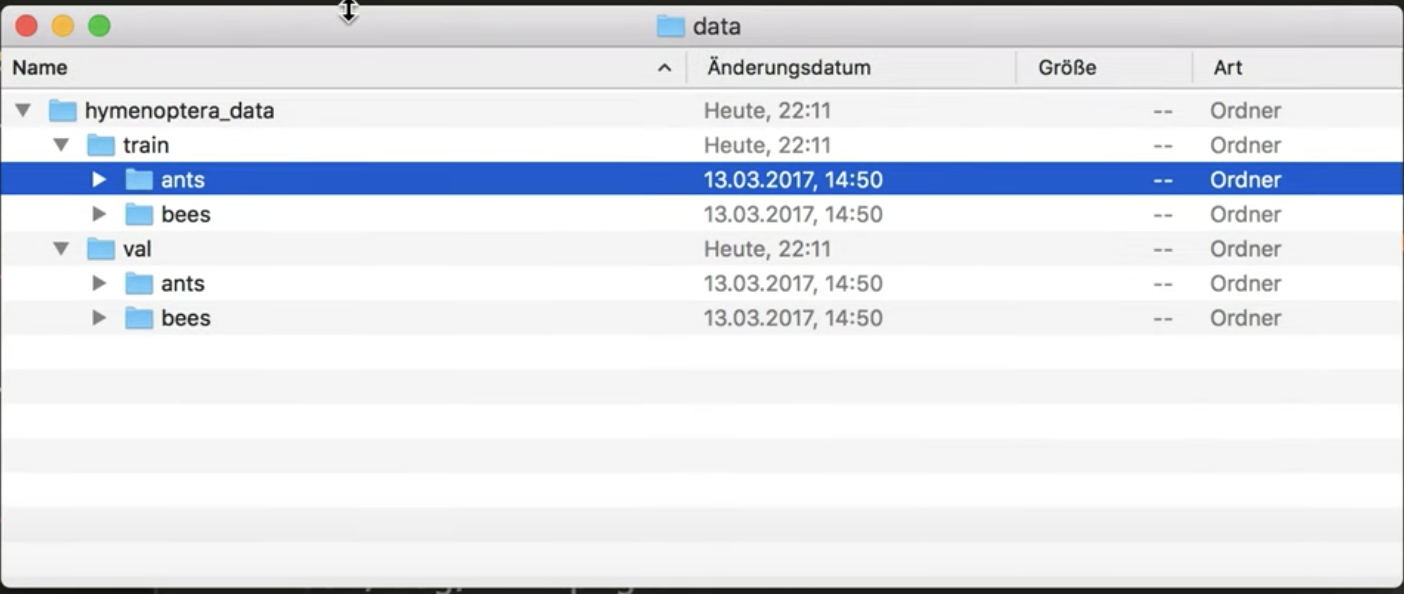 data
Name Änderungsdatum Größe Art
hymenoptera_data Heute, 22:11 -- Ordner
train Heute, 22:11 -- Ordner
ants 13.03.2017, 14:50 -- Ordner
bees 13.03.2017, 14:50 -- Ordner
val Heute, 22:11 -- Ordner
ants 13.03.2017, 14:50 -- Ordner
bees 13.03.2017, 14:50 -- Ordner